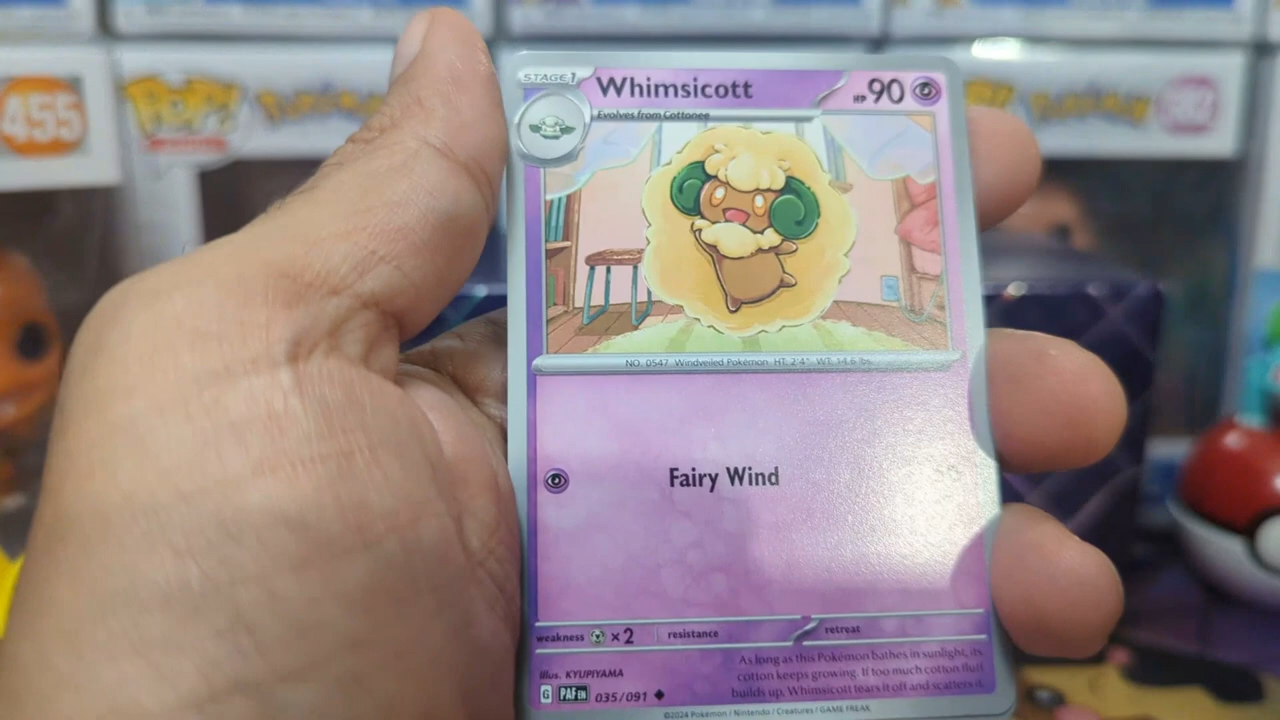 455
POP!
Pokémon
STAGE 1
Whimsicott
HP 90
Evolves from Cottonee
NO. 0547 Windveiled Pokémon HT: 2'4" WT: 14.6 lbs.
Fairy Wind
weakness ×2 resistance retreat
Illus. KYUPIYAMA
As long as this Pokémon bathes in sunlight, its
cotton keeps growing. If too much cotton fluff
builds up, Whimsicott tears it off and scatters it.
G PAF EN 035/091
©2024 Pokémon / Nintendo / Creatures / GAME FREAK
Pokémon